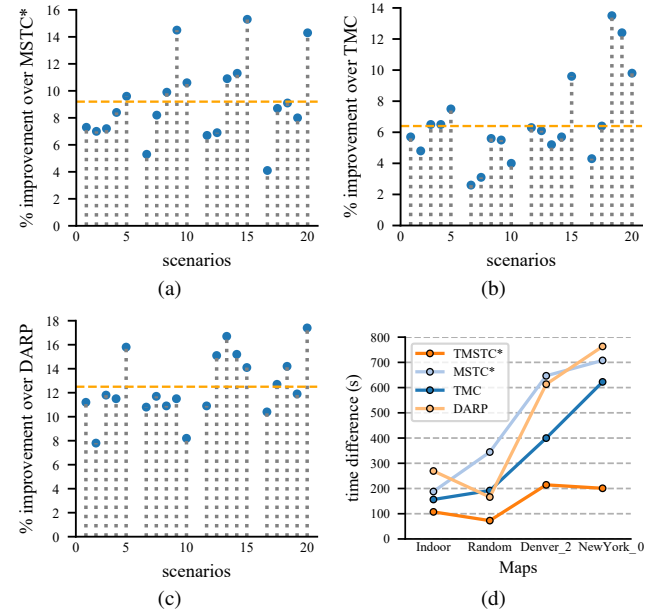 % improvement over MSTC*
16
14
12
10
8
6
4
2
0
0 5 10 15 20
scenarios
(a)
% improvement over TMC
14
12
10
8
6
4
2
0
0 5 10 15 20
scenarios
(b)
% improvement over DARP
18
16
14
12
10
8
6
4
2
0
0 5 10 15 20
scenarios
(c)
time difference (s)
800
700
600
500
400
300
200
100
TMSTC*
MSTC*
TMC
DARP
Indoor Random Denver_2 NewYork_0
Maps
(d)